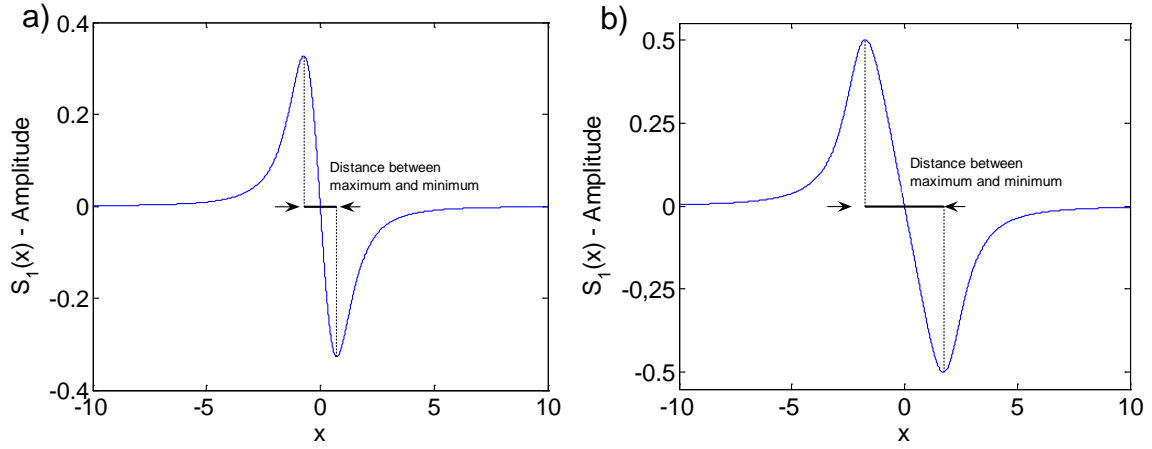 a)
0.4
0.2
0
-0.2
-0.4
S1(x) - Amplitude
Distance between
maximum and minimum
-10 -5 0 5 10
x
b)
0.5
0.25
0
-0,25
-0.5
S1(x) - Amplitude
Distance between
maximum and minimum
-10 -5 0 5 10
x